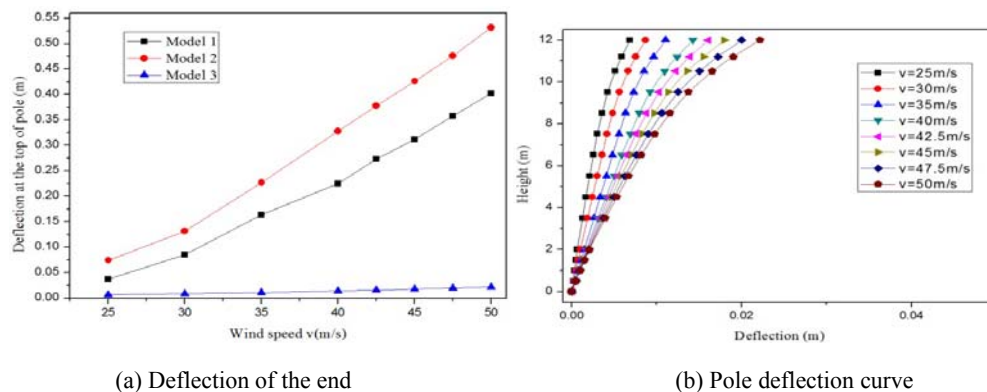 0.55
0.50
0.45
0.40
0.35
0.30
0.25
0.20
0.15
0.10
0.05
0.00
Deflection at the top of pole (m)
Model 1
Model 2
Model 3
25
30
35
40
45
50
Wind speed v(m/s)
(a) Deflection of the end
12
10
8
6
4
2
0
Height (m)
v=25m/s
v=30m/s
v=35m/s
v=40m/s
v=42.5m/s
v=45m/s
v=47.5m/s
v=50m/s
0.00
0.02
0.04
Deflection (m)
(b) Pole deflection curve